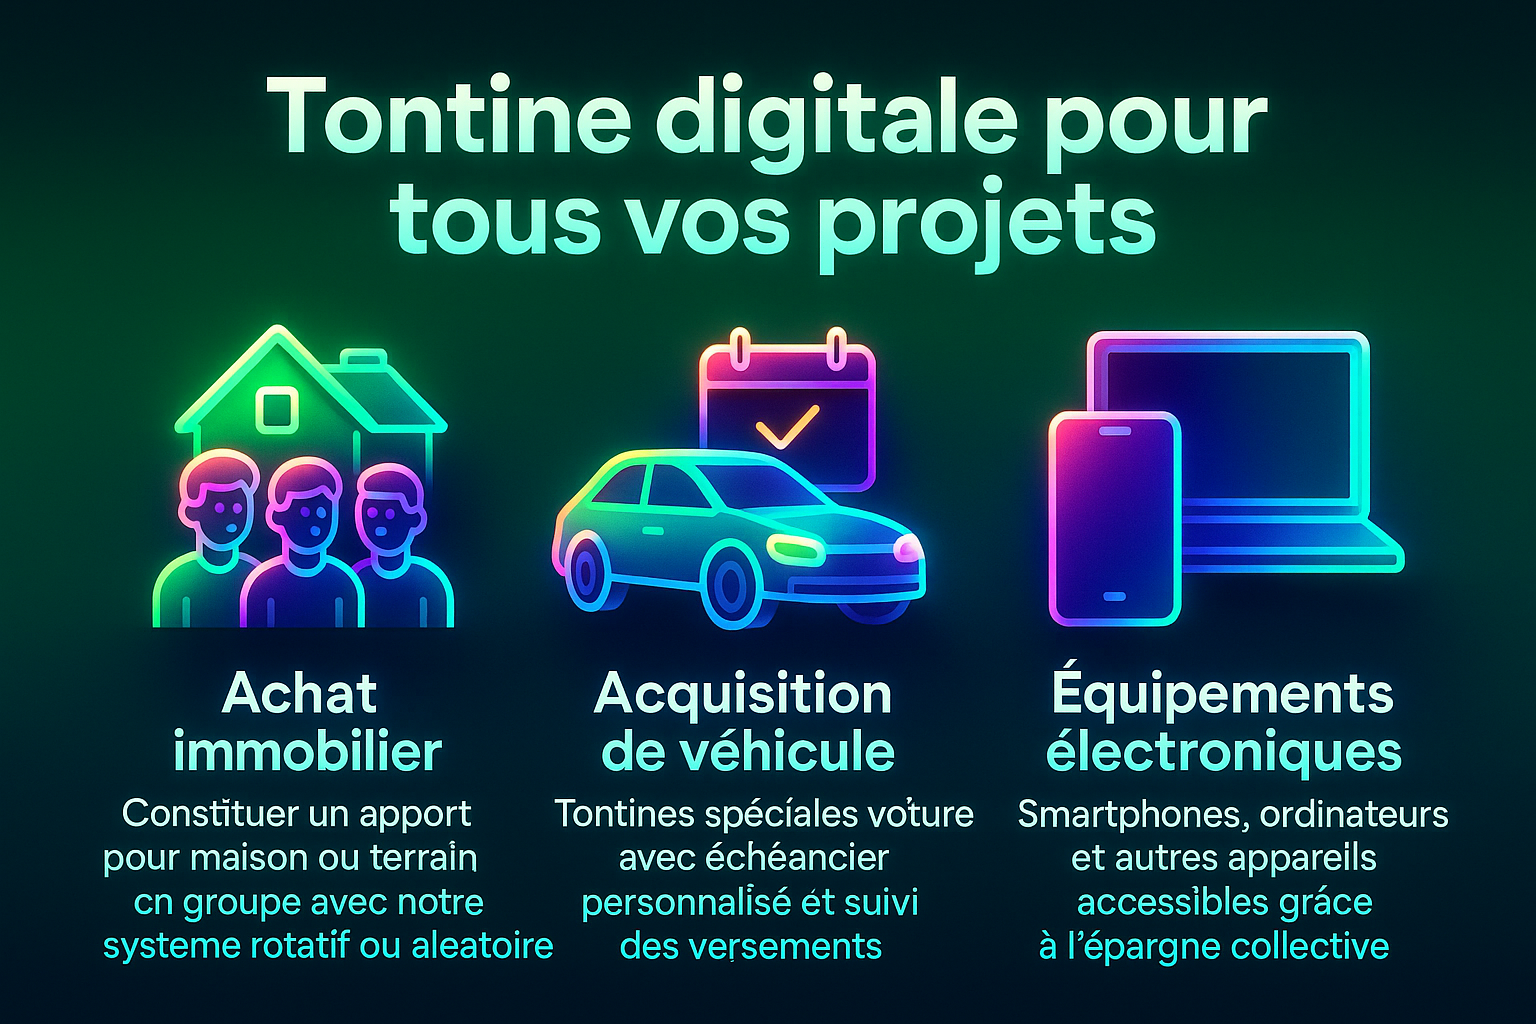 Tontine digitale pour
tous vos projets
Achat
immobilier
Constituer un apport
pour maison ou terrain
cn groupe avec notre
systeme rotatif ou aleatoire
Acquisition
de véhicule
Tontines spécíales voture
avec échéancier
personnalisé ét suivi
des versements
Équipements
électroniques
Smartphones, ordinateurs
et autres appareils
accessibles gráce
à l'épargne collective